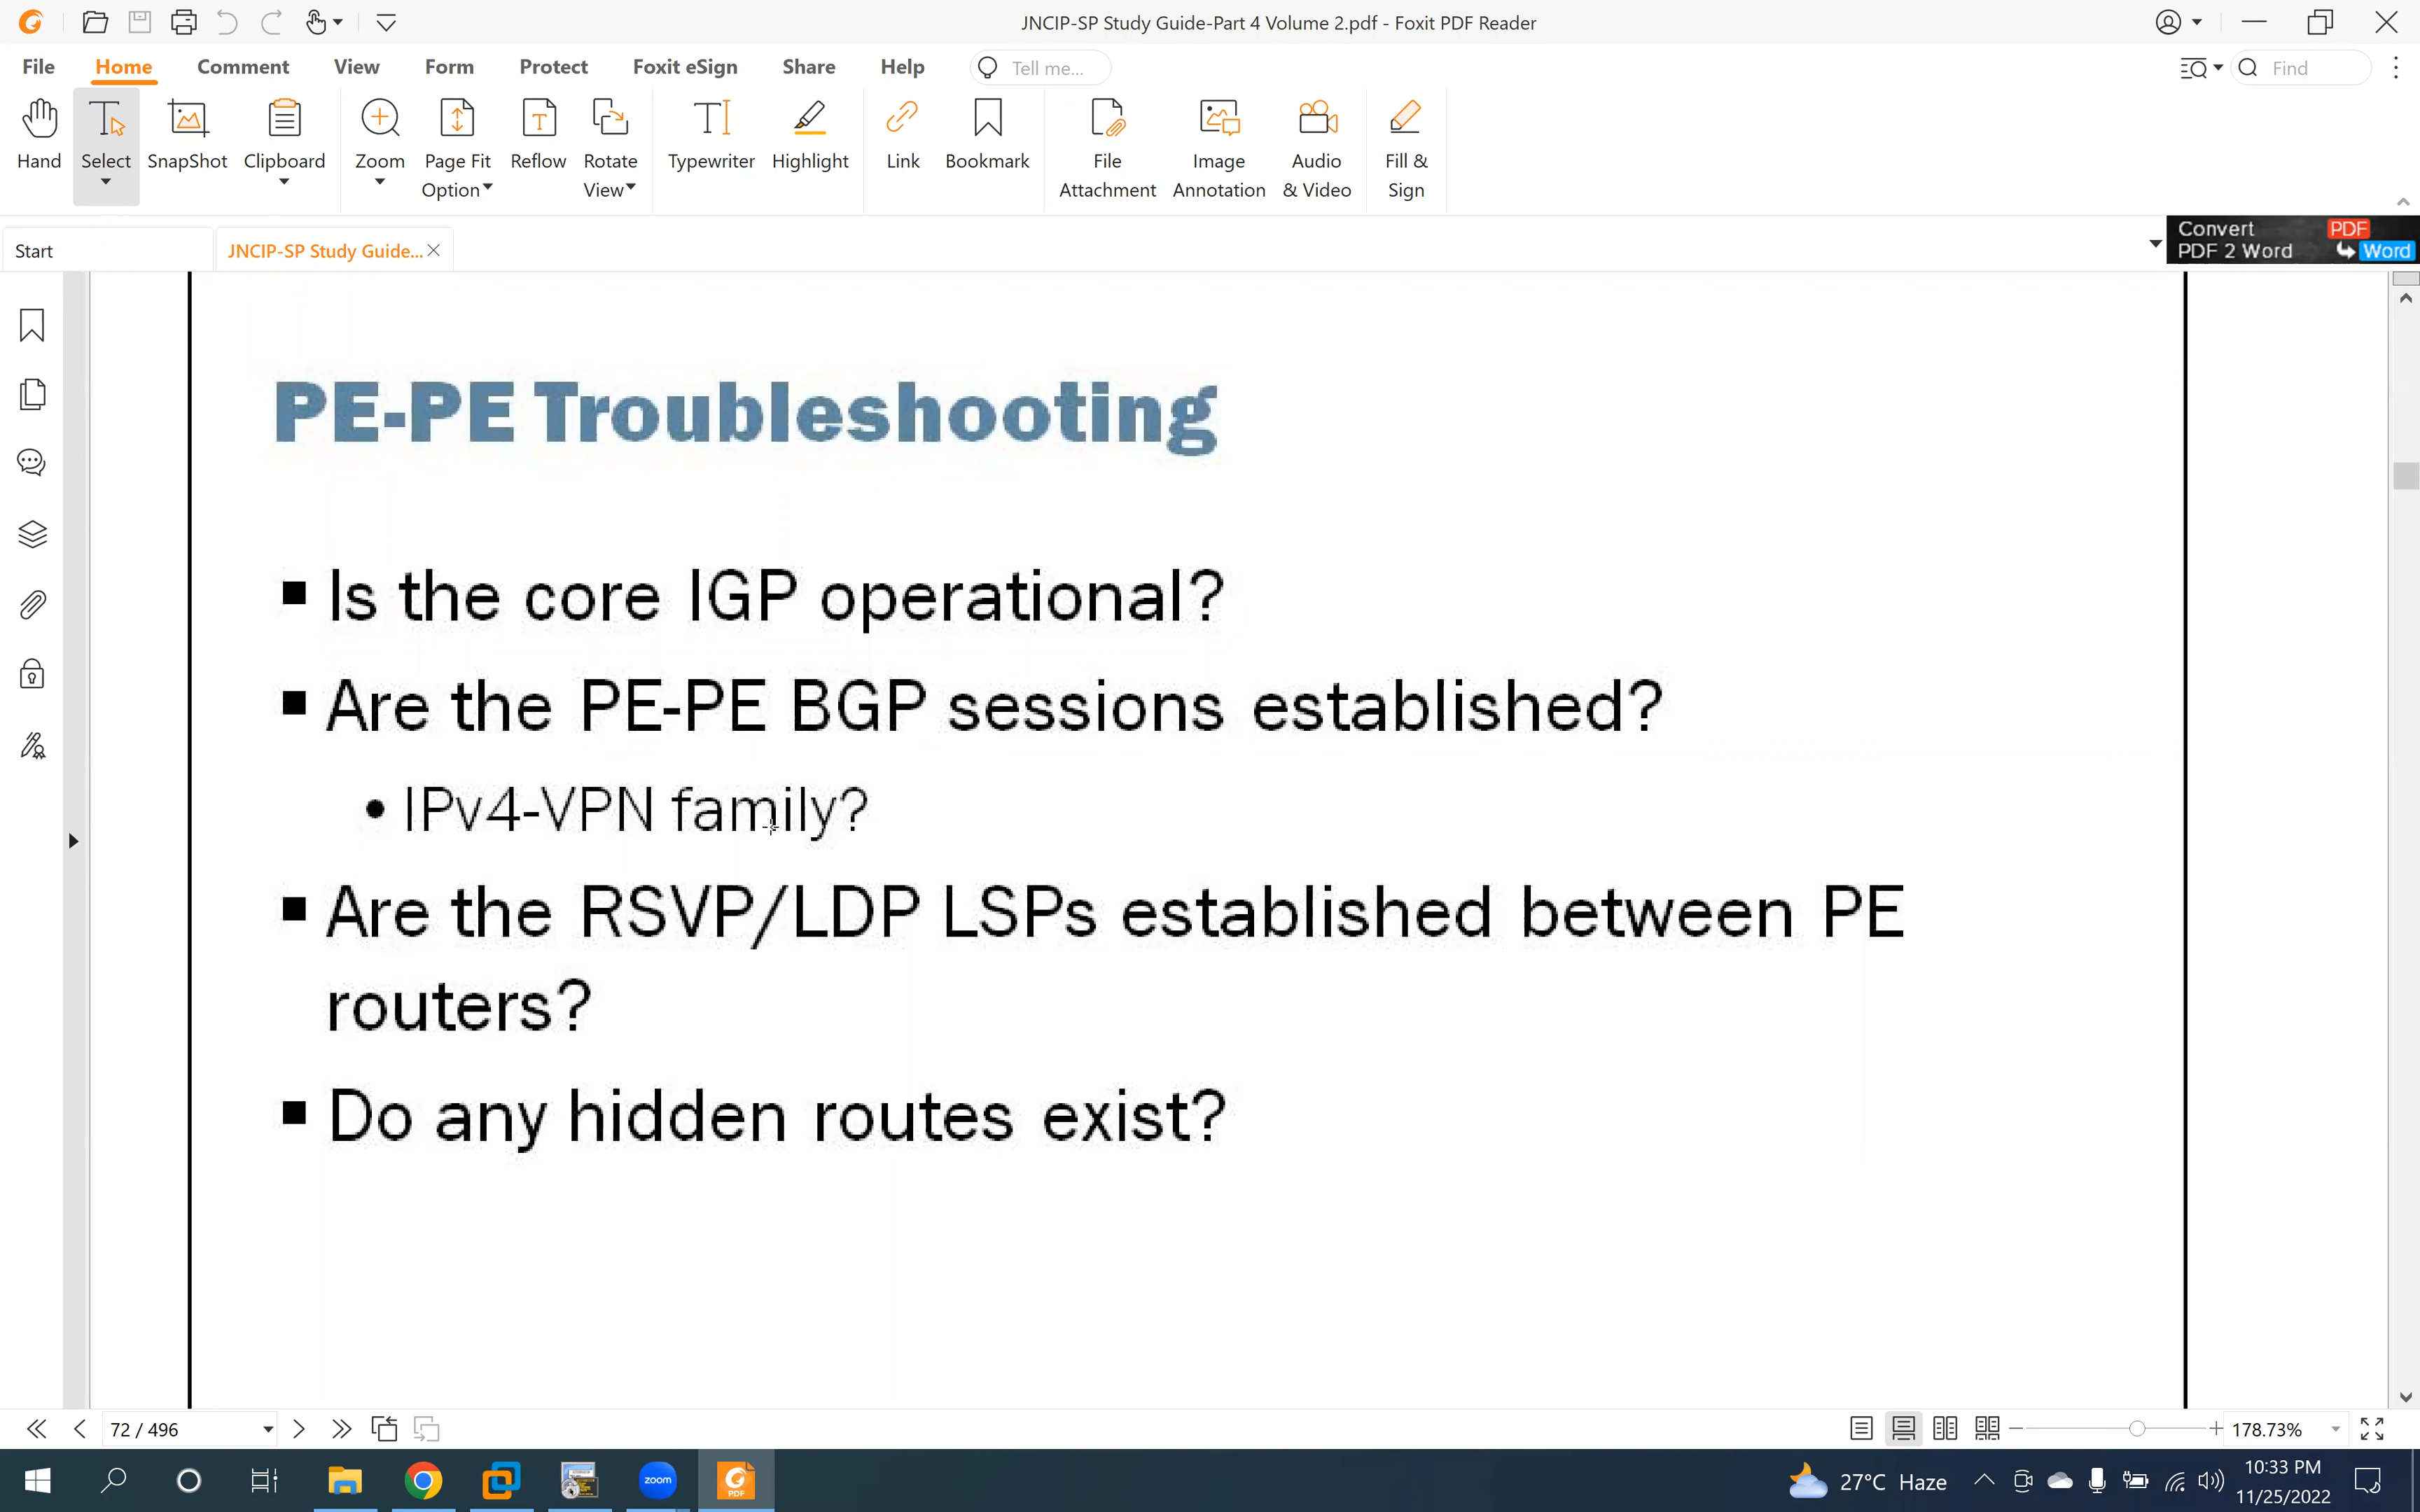 JNCIP-SP Study Guide-Part 4 Volume 2.pdf - Foxit PDF Reader
File Home Comment View Form Protect Foxit eSign Share Help Tell me... Find
Hand Select SnapShot Clipboard Zoom Page Fit Option Reflow Rotate View Typewriter Highlight Link Bookmark File Attachment Image Annotation Audio & Video Fill & Sign
Start JNCIP-SP Study Guide...
Convert PDF
PDF 2 Word Word
PE-PE Troubleshooting
■ Is the core IGP operational?
■ Are the PE-PE BGP sessions established?
• IPv4-VPN family?
■ Are the RSVP/LDP LSPs established between PE
routers?
■ Do any hidden routes exist?
72 / 496 178.73%
zoom PDF 27°C Haze 10:33 PM
11/25/2022